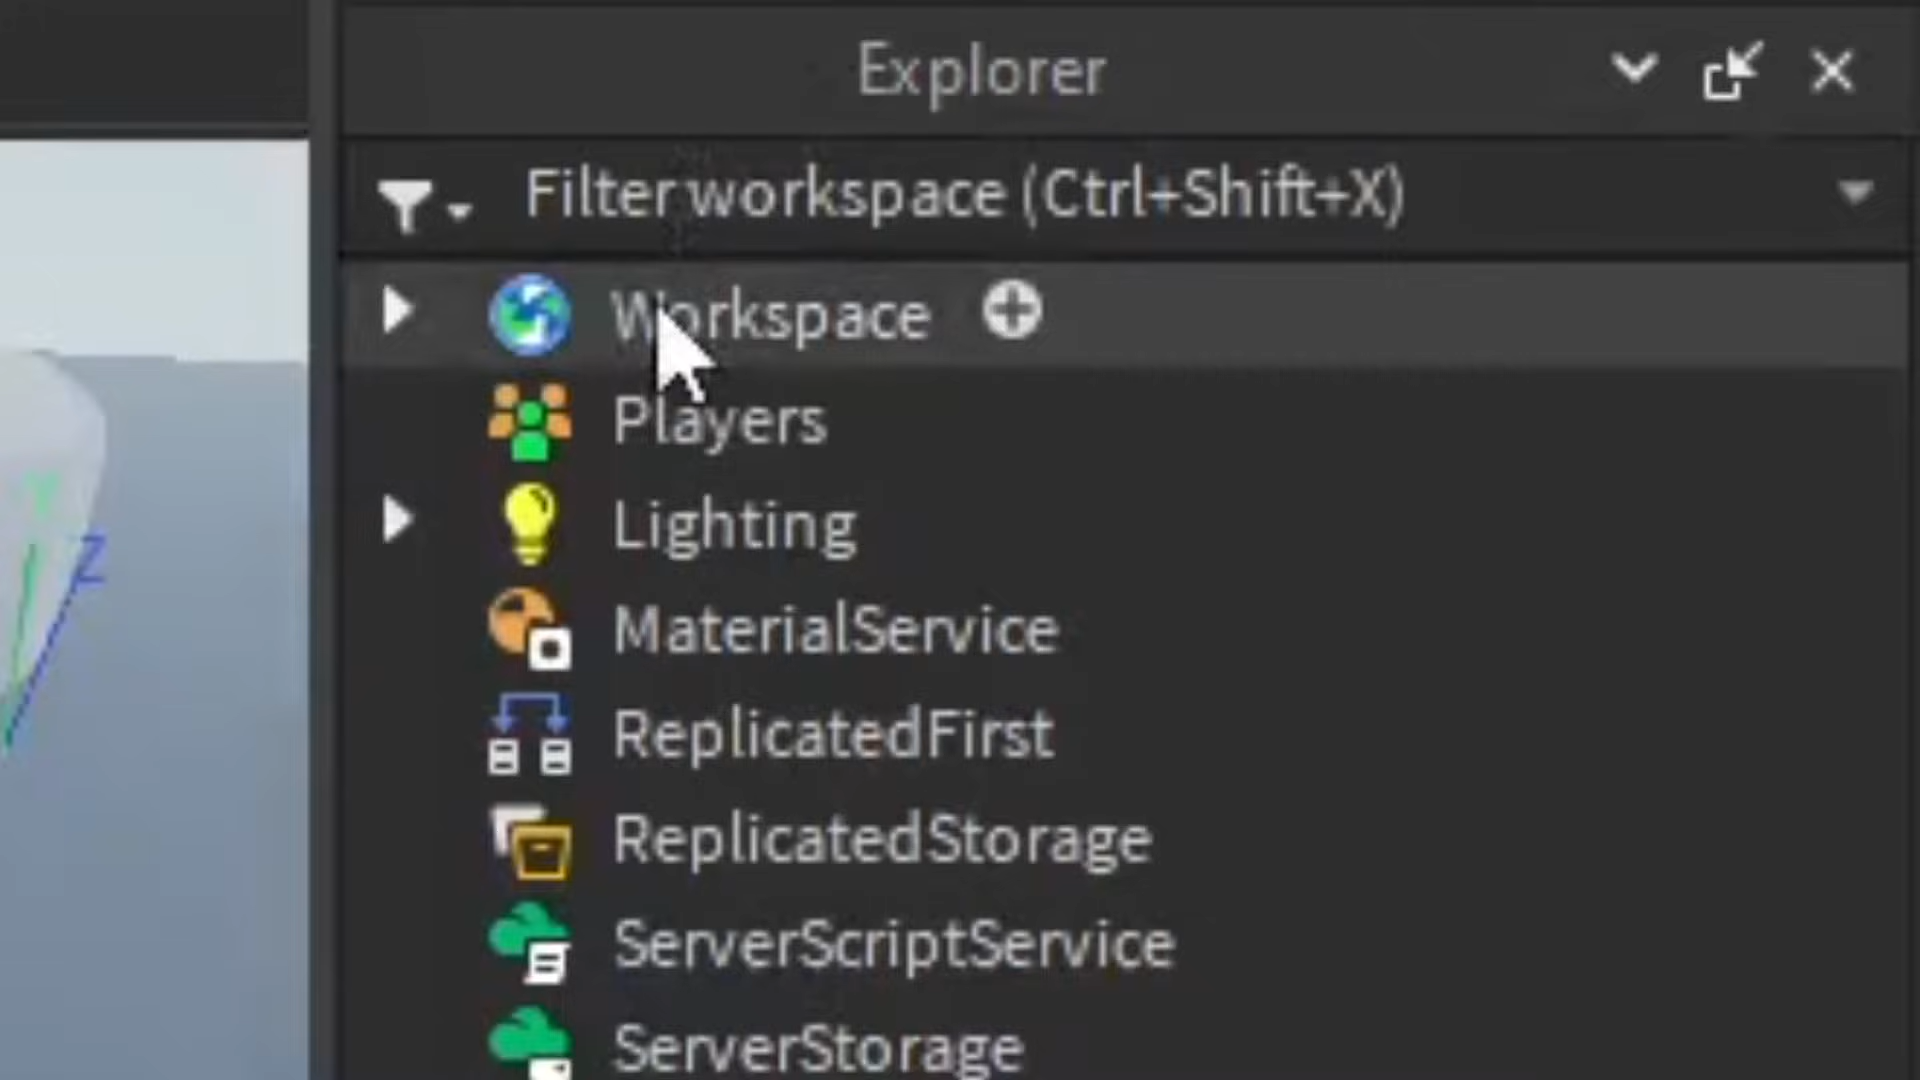 Explorer
Filter workspace (Ctrl+Shift+X)
Workspace
Players
Lighting
MaterialService
ReplicatedFirst
ReplicatedStorage
ServerScriptService
ServerStorage
Y
Z